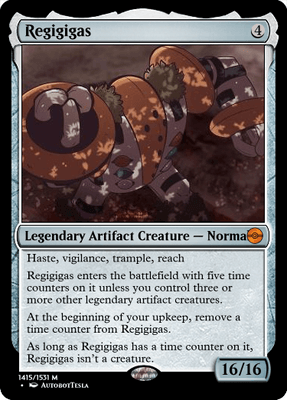 Regigigas 4
Legendary Artifact Creature — Norma
Haste, vigilance, trample, reach
Regigigas enters the battlefield with five time
counters on it unless you control three or
more other legendary artifact creatures.
At the beginning of your upkeep, remove a
time counter from Regigigas.
As long as Regigigas has a time counter on it,
Regigigas isn't a creature.
16/16
1415/1531 M
AutobotTesla